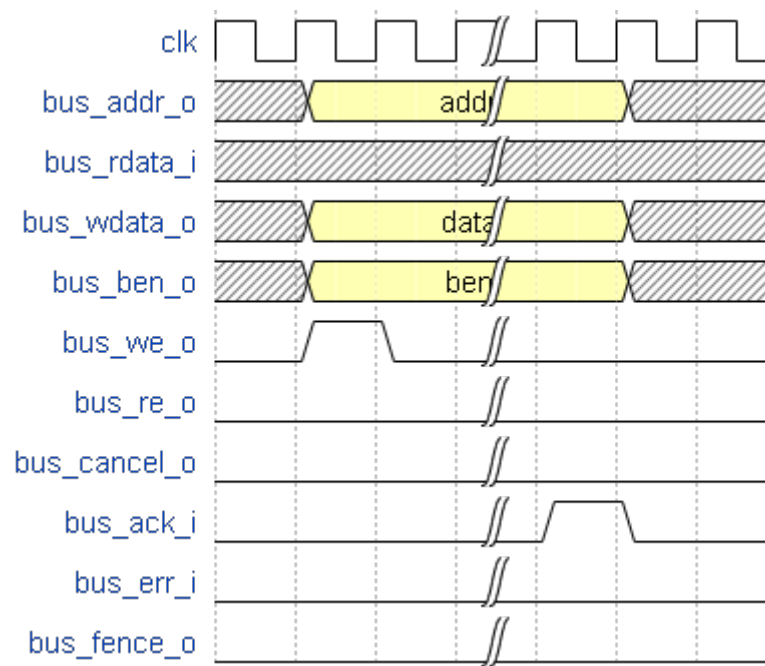 clk
bus_addr_o addr
bus_rdata_i
bus_wdata_o data
bus_ben_o ben
bus_we_o
bus_re_o
bus_cancel_o
bus_ack_i
bus_err_i
bus_fence_o